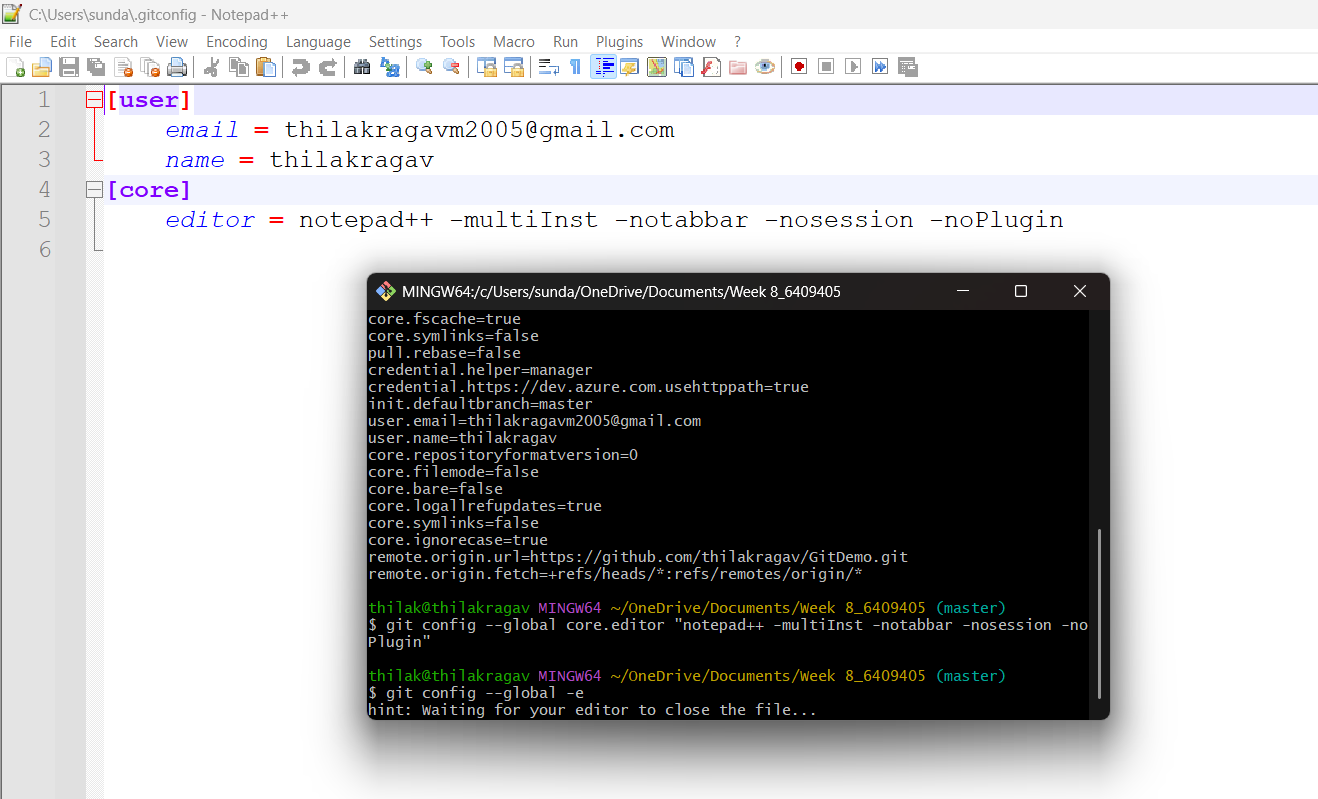 C:\Users\sunda\.gitconfig - Notepad++
File Edit Search View Encoding Language Settings Tools Macro Run Plugins Window ?
1 [user]
2 email = thilakragavm2005@gmail.com
3 name = thilakragav
4 [core]
5 editor = notepad++ -multiInst -notabbar -nosession -noPlugin
6
MINGW64:/c/Users/sunda/OneDrive/Documents/Week 8_6409405
core.fscache=true
core.symlinks=false
pull.rebase=false
credential.helper=manager
credential.https://dev.azure.com.usehttppath=true
init.defaultbranch=master
user.email=thilakragavm2005@gmail.com
user.name=thilakragav
core.repositoryformatversion=0
core.filemode=false
core.bare=false
core.logallrefupdates=true
core.symlinks=false
core.ignorecase=true
remote.origin.url=https://github.com/thilakragav/GitDemo.git
remote.origin.fetch=+refs/heads/*:refs/remotes/origin/*
thilak@thilakragav MINGW64 ~/OneDrive/Documents/Week 8_6409405 (master)
$ git config --global core.editor "notepad++ -multiInst -notabbar -nosession -no
Plugin"
thilak@thilakragav MINGW64 ~/OneDrive/Documents/Week 8_6409405 (master)
$ git config --global -e
hint: Waiting for your editor to close the file...